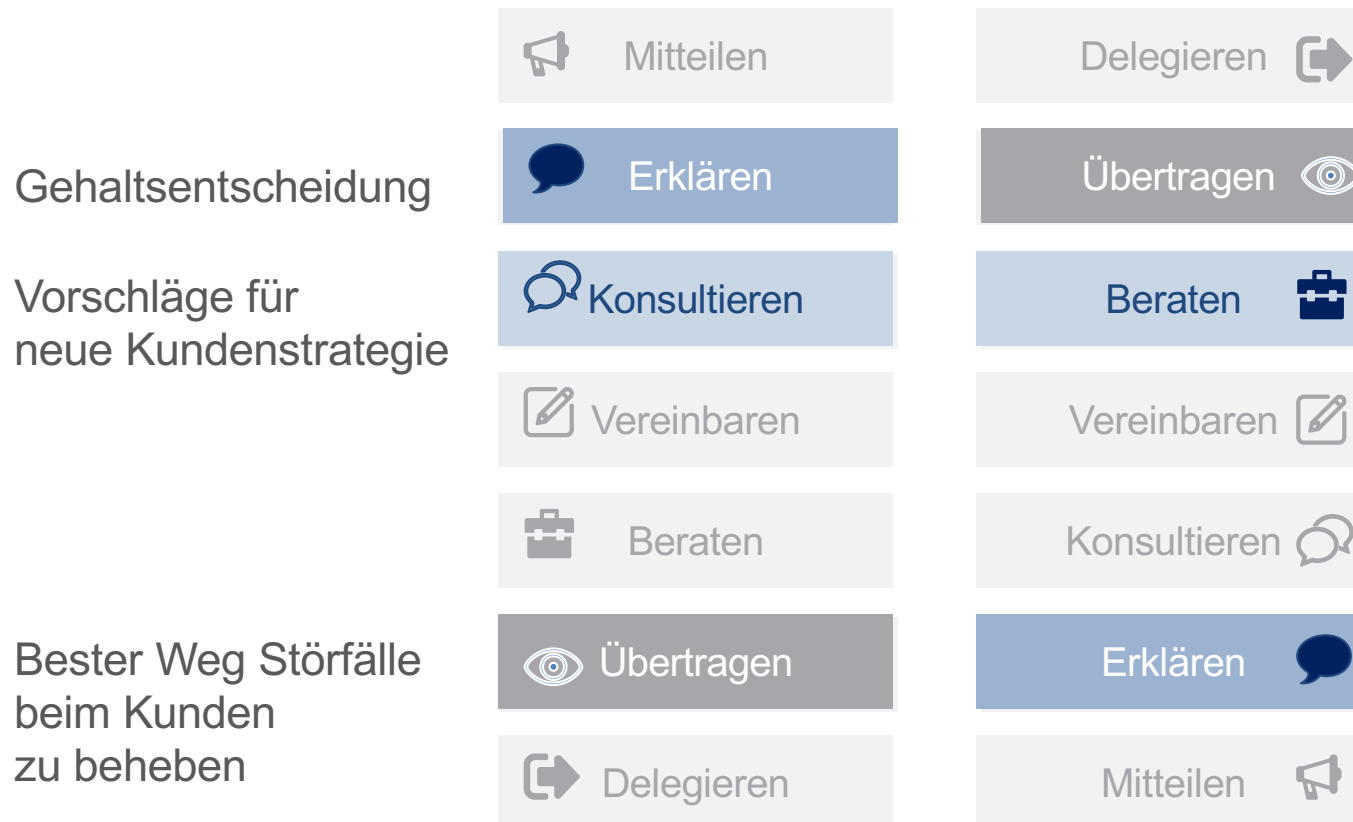 Mitteilen Delegieren
Gehaltsentscheidung Erklären Übertragen
Vorschläge für
neue Kundenstrategie
Konsultieren Beraten
Vereinbaren Vereinbaren
Beraten Konsultieren
Bester Weg Störfälle
beim Kunden
zu beheben
Übertragen Erklären
Delegieren Mitteilen